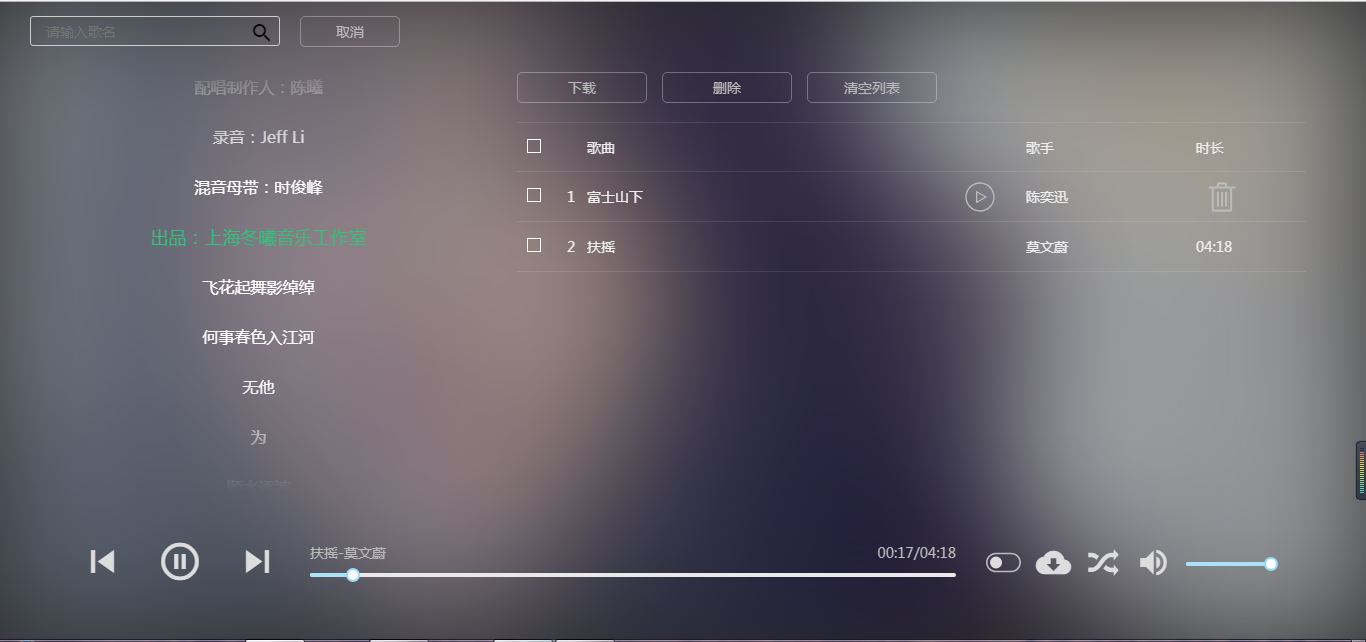 请输入歌名
取消
配唱制作人：陈曦
录音：Jeff Li
混音母带：时俊峰
出品：上海冬曦音乐工作室
飞花起舞影绰绰
何事春色入江河
无他
为
下载 删除 清空列表
歌曲 歌手 时长
1 富士山下 陈奕迅
2 扶摇 莫文蔚 04:18
扶摇-莫文蔚 00:17/04:18